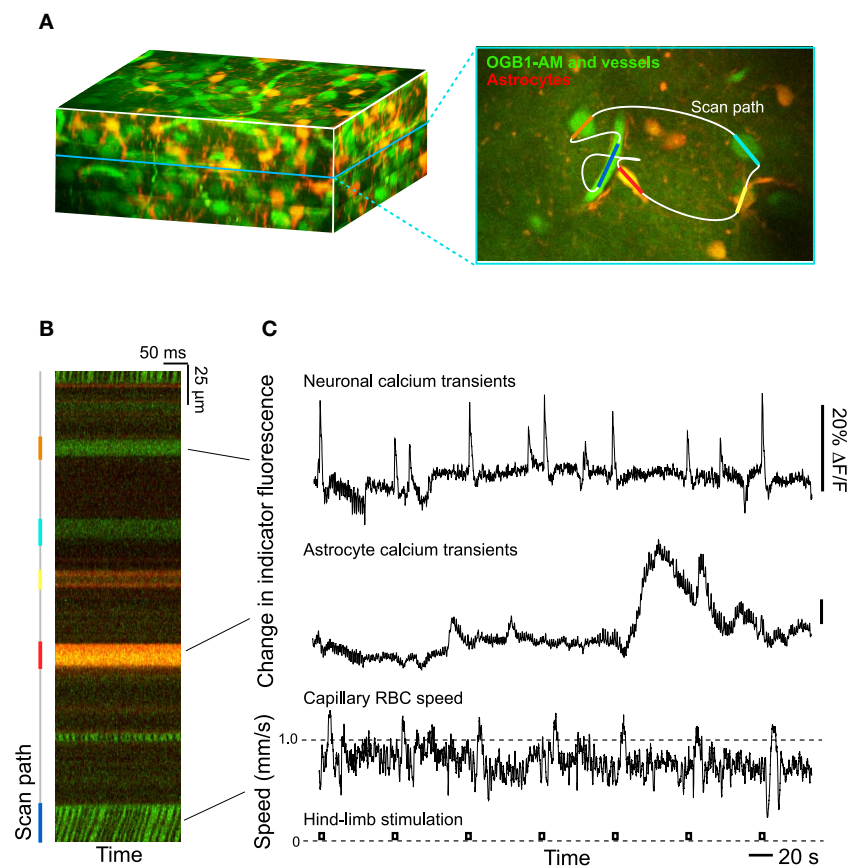 A
OGB1-AM and vessels
Astrocytes
Scan path
B
50 ms
25 µm
Scan path
Time
C
Change in indicator fluorescence
Neuronal calcium transients
20% ΔF/F
Astrocyte calcium transients
Capillary RBC speed
Speed (mm/s)
1.0
Hind-limb stimulation
0
Time
20 s